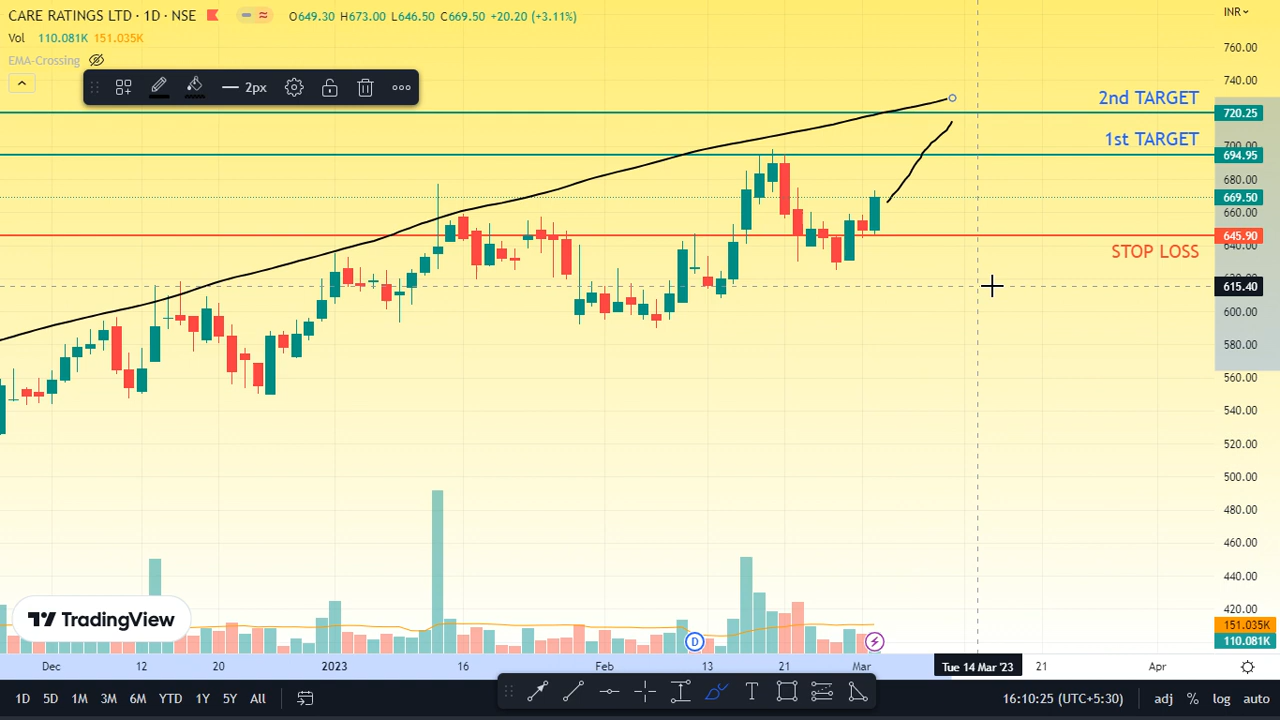 CARE RATINGS LTD · 1D · NSE O649.30 H673.00 L646.50 C669.50 +20.20 (+3.11%)
INR
Vol 110.081K 151.035K
EMA-Crossing
2px
760.00
740.00
2nd TARGET
720.25
1st TARGET
700.00
694.95
680.00
669.50
660.00
645.90
640.00
STOP LOSS
615.40
600.00
580.00
560.00
540.00
520.00
500.00
480.00
460.00
440.00
420.00
TradingView
151.035K
110.081K
D
Dec 12 20 2023 16 Feb 13 21 Mar Tue 14 Mar '23 21 Apr
1D 5D 1M 3M 6M YTD 1Y 5Y All T 16:10:25 (UTC+5:30) adj % log auto